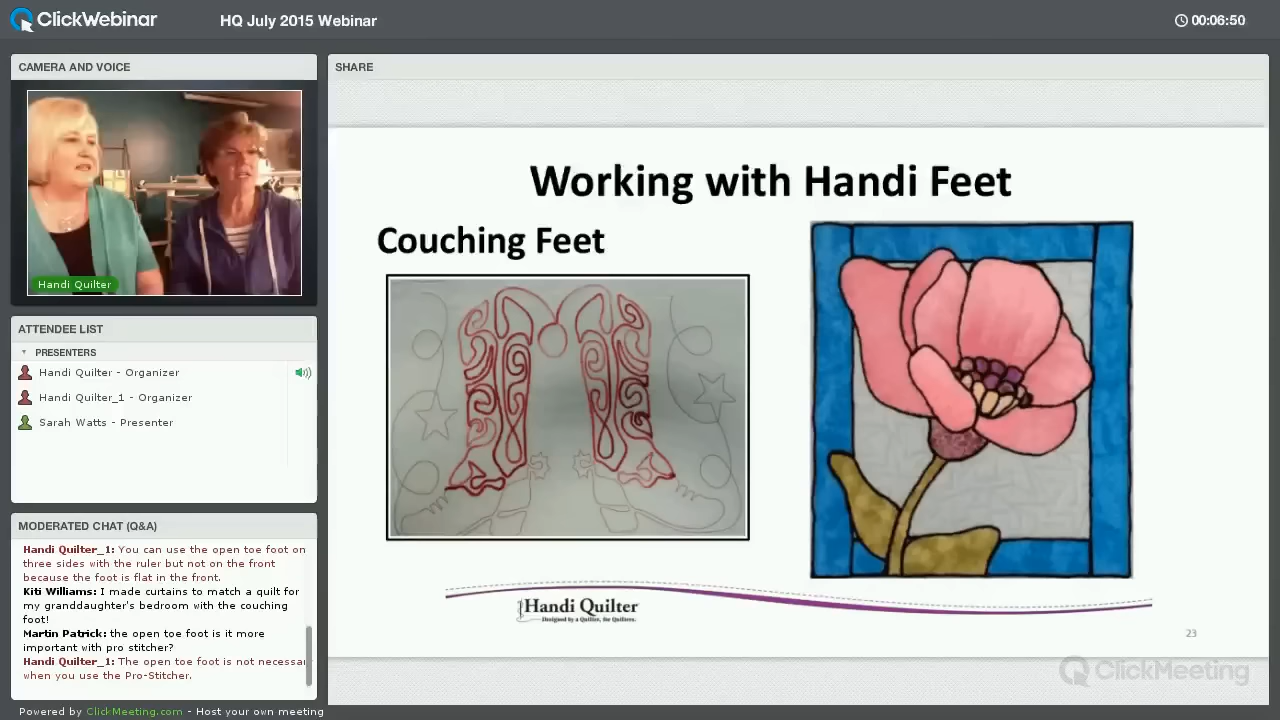 ClickWebinar
HQ July 2015 Webinar
00:06:50
CAMERA AND VOICE
Handi Quilter
ATTENDEE LIST
PRESENTERS
Handi Quilter - Organizer
Handi Quilter_1 - Organizer
Sarah Watts - Presenter
MODERATED CHAT (Q&A)
Handi Quilter_1: You can use the open toe foot on
three sides with the ruler but not on the front
because the foot is flat in the front.
Kiti Williams: I made curtains to match a quilt for
my granddaughters nursery with the couching
foot!
Martin Patrick: the open toe foot is it more
important with pro stitcher?
Handi Quilter_1: The open toe foot is not necessar
when you use the Pro-Stitcher.
Powered by ClickMeeting.com - Host your own meeting
SHARE
Working with Handi Feet
Couching Feet
Handi Quilter
Designed by a Quilter, for Quilters.
23
ClickMeeting